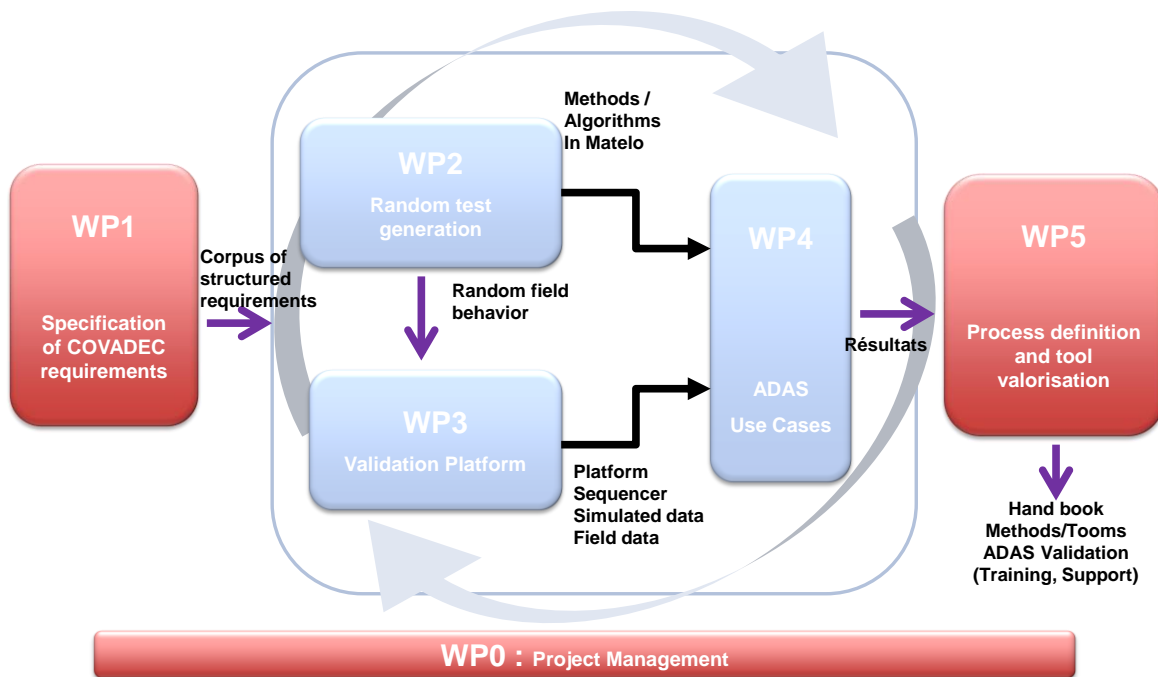 WP1
Specification
of COVADEC
requirements
Corpus of
structured
requirements
WP2
Random test
generation
Methods /
Algorithms
In Matelo
Random field
behavior
WP3
Validation Platform
Platform
Sequencer
Simulated data
Field data
WP4
ADAS
Use Cases
Résultats
WP5
Process definition
and tool
valorisation
Hand book
Methods/Tooms
ADAS Validation
(Training, Support)
WP0 : Project Management